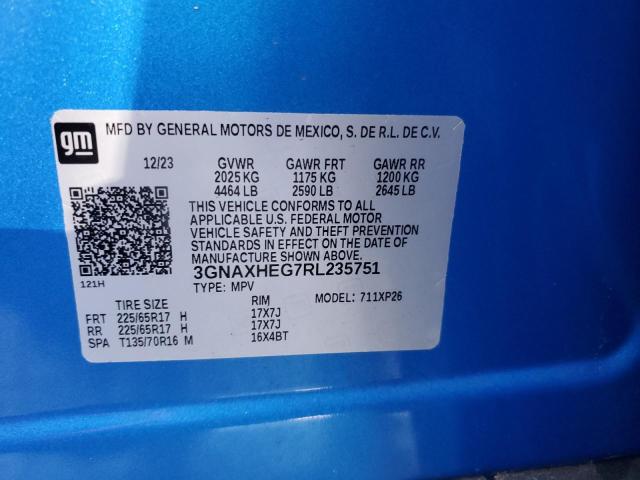 gm MFD BY GENERAL MOTORS DE MEXICO, S. DE R.L. DE C.V.
12/23 GVWR GAWR FRT GAWR RR
2025 KG 1175 KG 1200 KG
4464 LB 2590 LB 2645 LB
THIS VEHICLE CONFORMS TO ALL
APPLICABLE U.S. FEDERAL MOTOR
VEHICLE SAFETY AND THEFT PREVENTION
STANDARDS IN EFFECT ON THE DATE OF
MANUFACTURE SHOWN ABOVE.
3GNAXHEG7RL235751
121H TYPE: MPV
TIRE SIZE RIM MODEL: 711XP26
FRT 225/65R17 H 17X7J
RR 225/65R17 H 17X7J
SPA T135/70R16 M 16X4BT